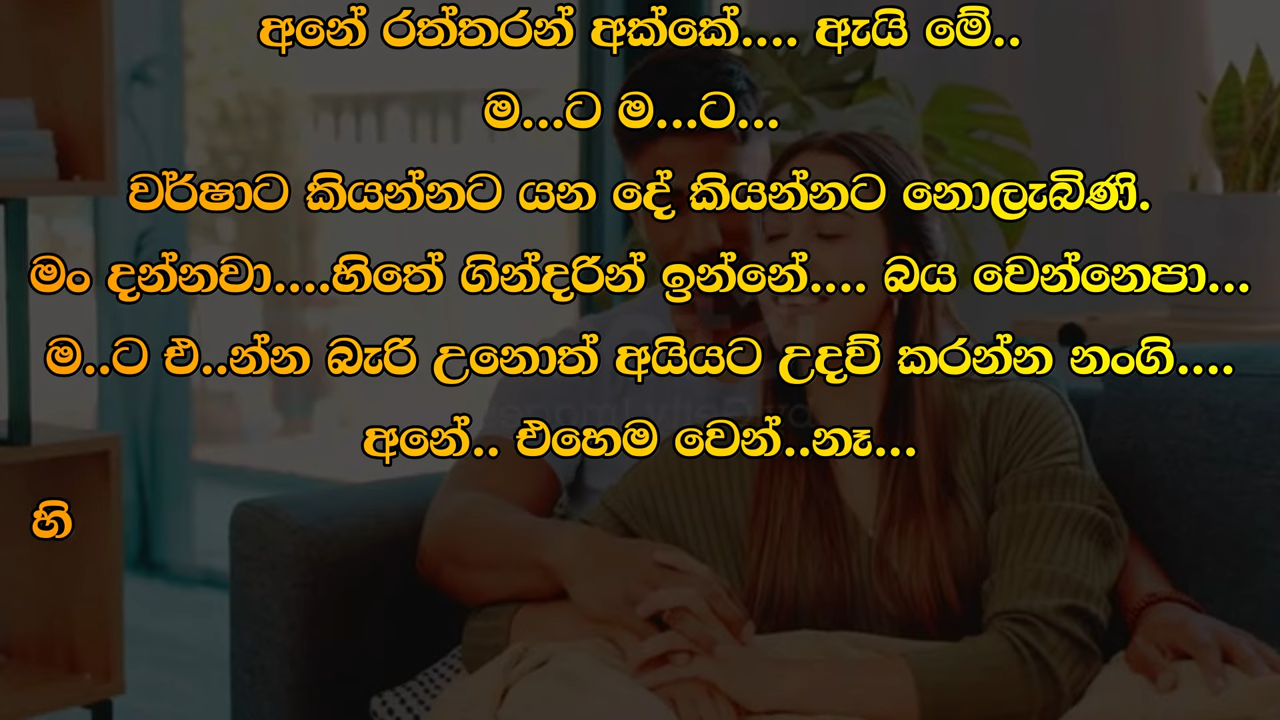 අනේ රත්තරන් අක්කේ.... ඇයි මේ..
ම...ට ම...ට...
වර්ෂාට කියන්නට යන දේ කියන්නට නොලැබිණි.
මං දන්නවා....හිතේ ගින්දරින් ඉන්නේ.... බය වෙන්නෙපා...
ම..ට එ..න්න බැරි උනොත් අයියට උදව් කරන්න නංගි....
අනේ.. එහෙම වෙන්..නෑ...
හි